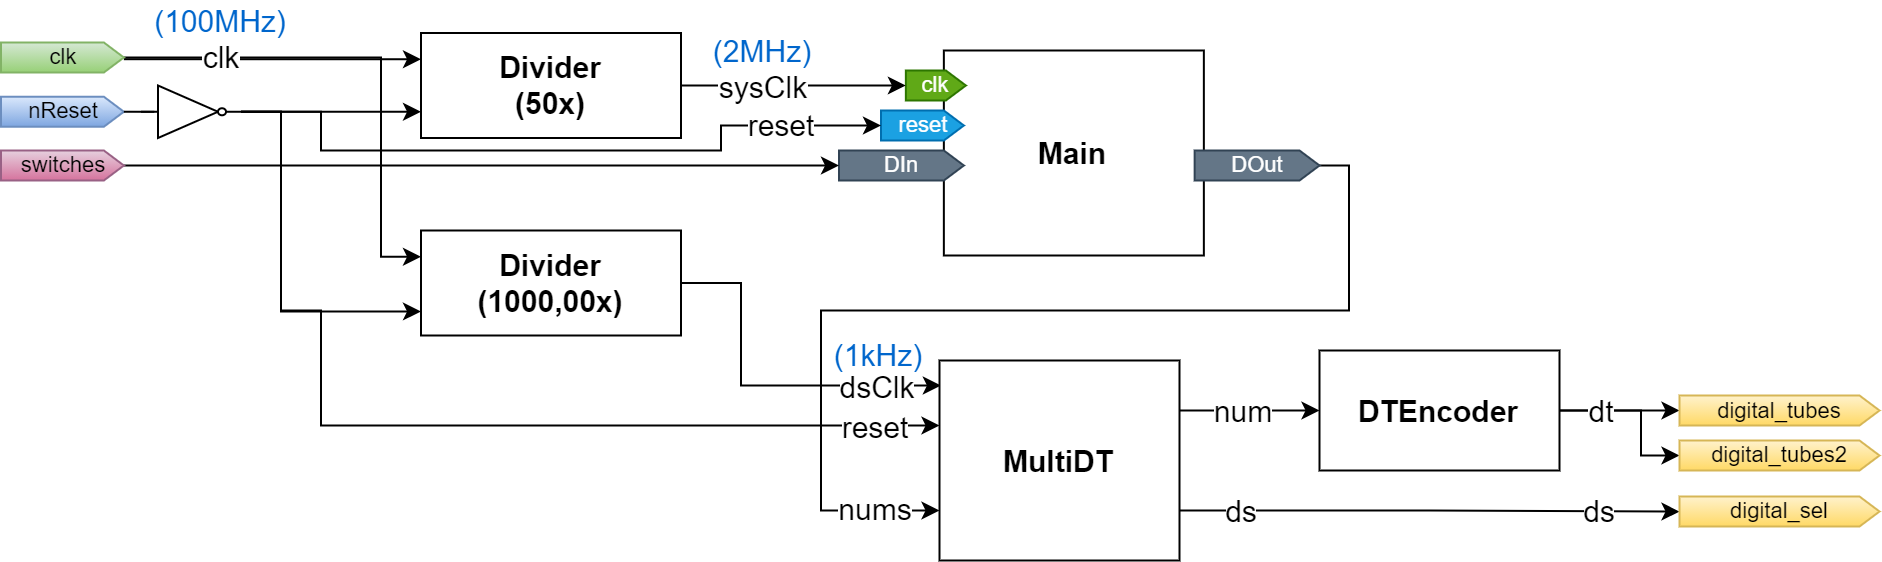 (100MHz)
clk
clk
nReset
switches
Divider
(50x)
(2MHz)
sysClk
reset
clk
reset
DIn
Main
DOut
Divider
(1000,00x)
(1kHz)
dsClk
reset
nums
MultiDT
num
ds
DTEncoder
dt
ds
digital_tubes
digital_tubes2
digital_sel